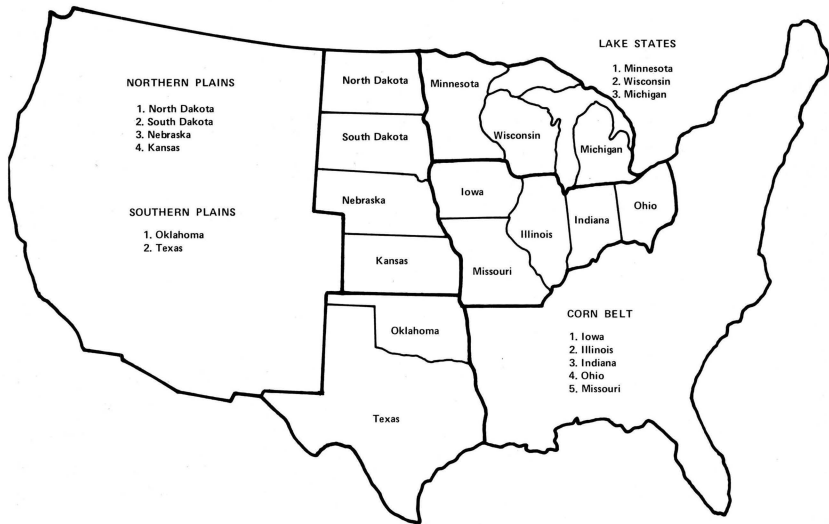 LAKE STATES
1. Minnesota
2. Wisconsin
3. Michigan
NORTHERN PLAINS
1. North Dakota
2. South Dakota
3. Nebraska
4. Kansas
SOUTHERN PLAINS
1. Oklahoma
2. Texas
North Dakota
Minnesota
South Dakota
Wisconsin
Michigan
Nebraska
Iowa
Illinois
Indiana
Ohio
Kansas
Missouri
Oklahoma
Texas
CORN BELT
1. Iowa
2. Illinois
3. Indiana
4. Ohio
5. Missouri